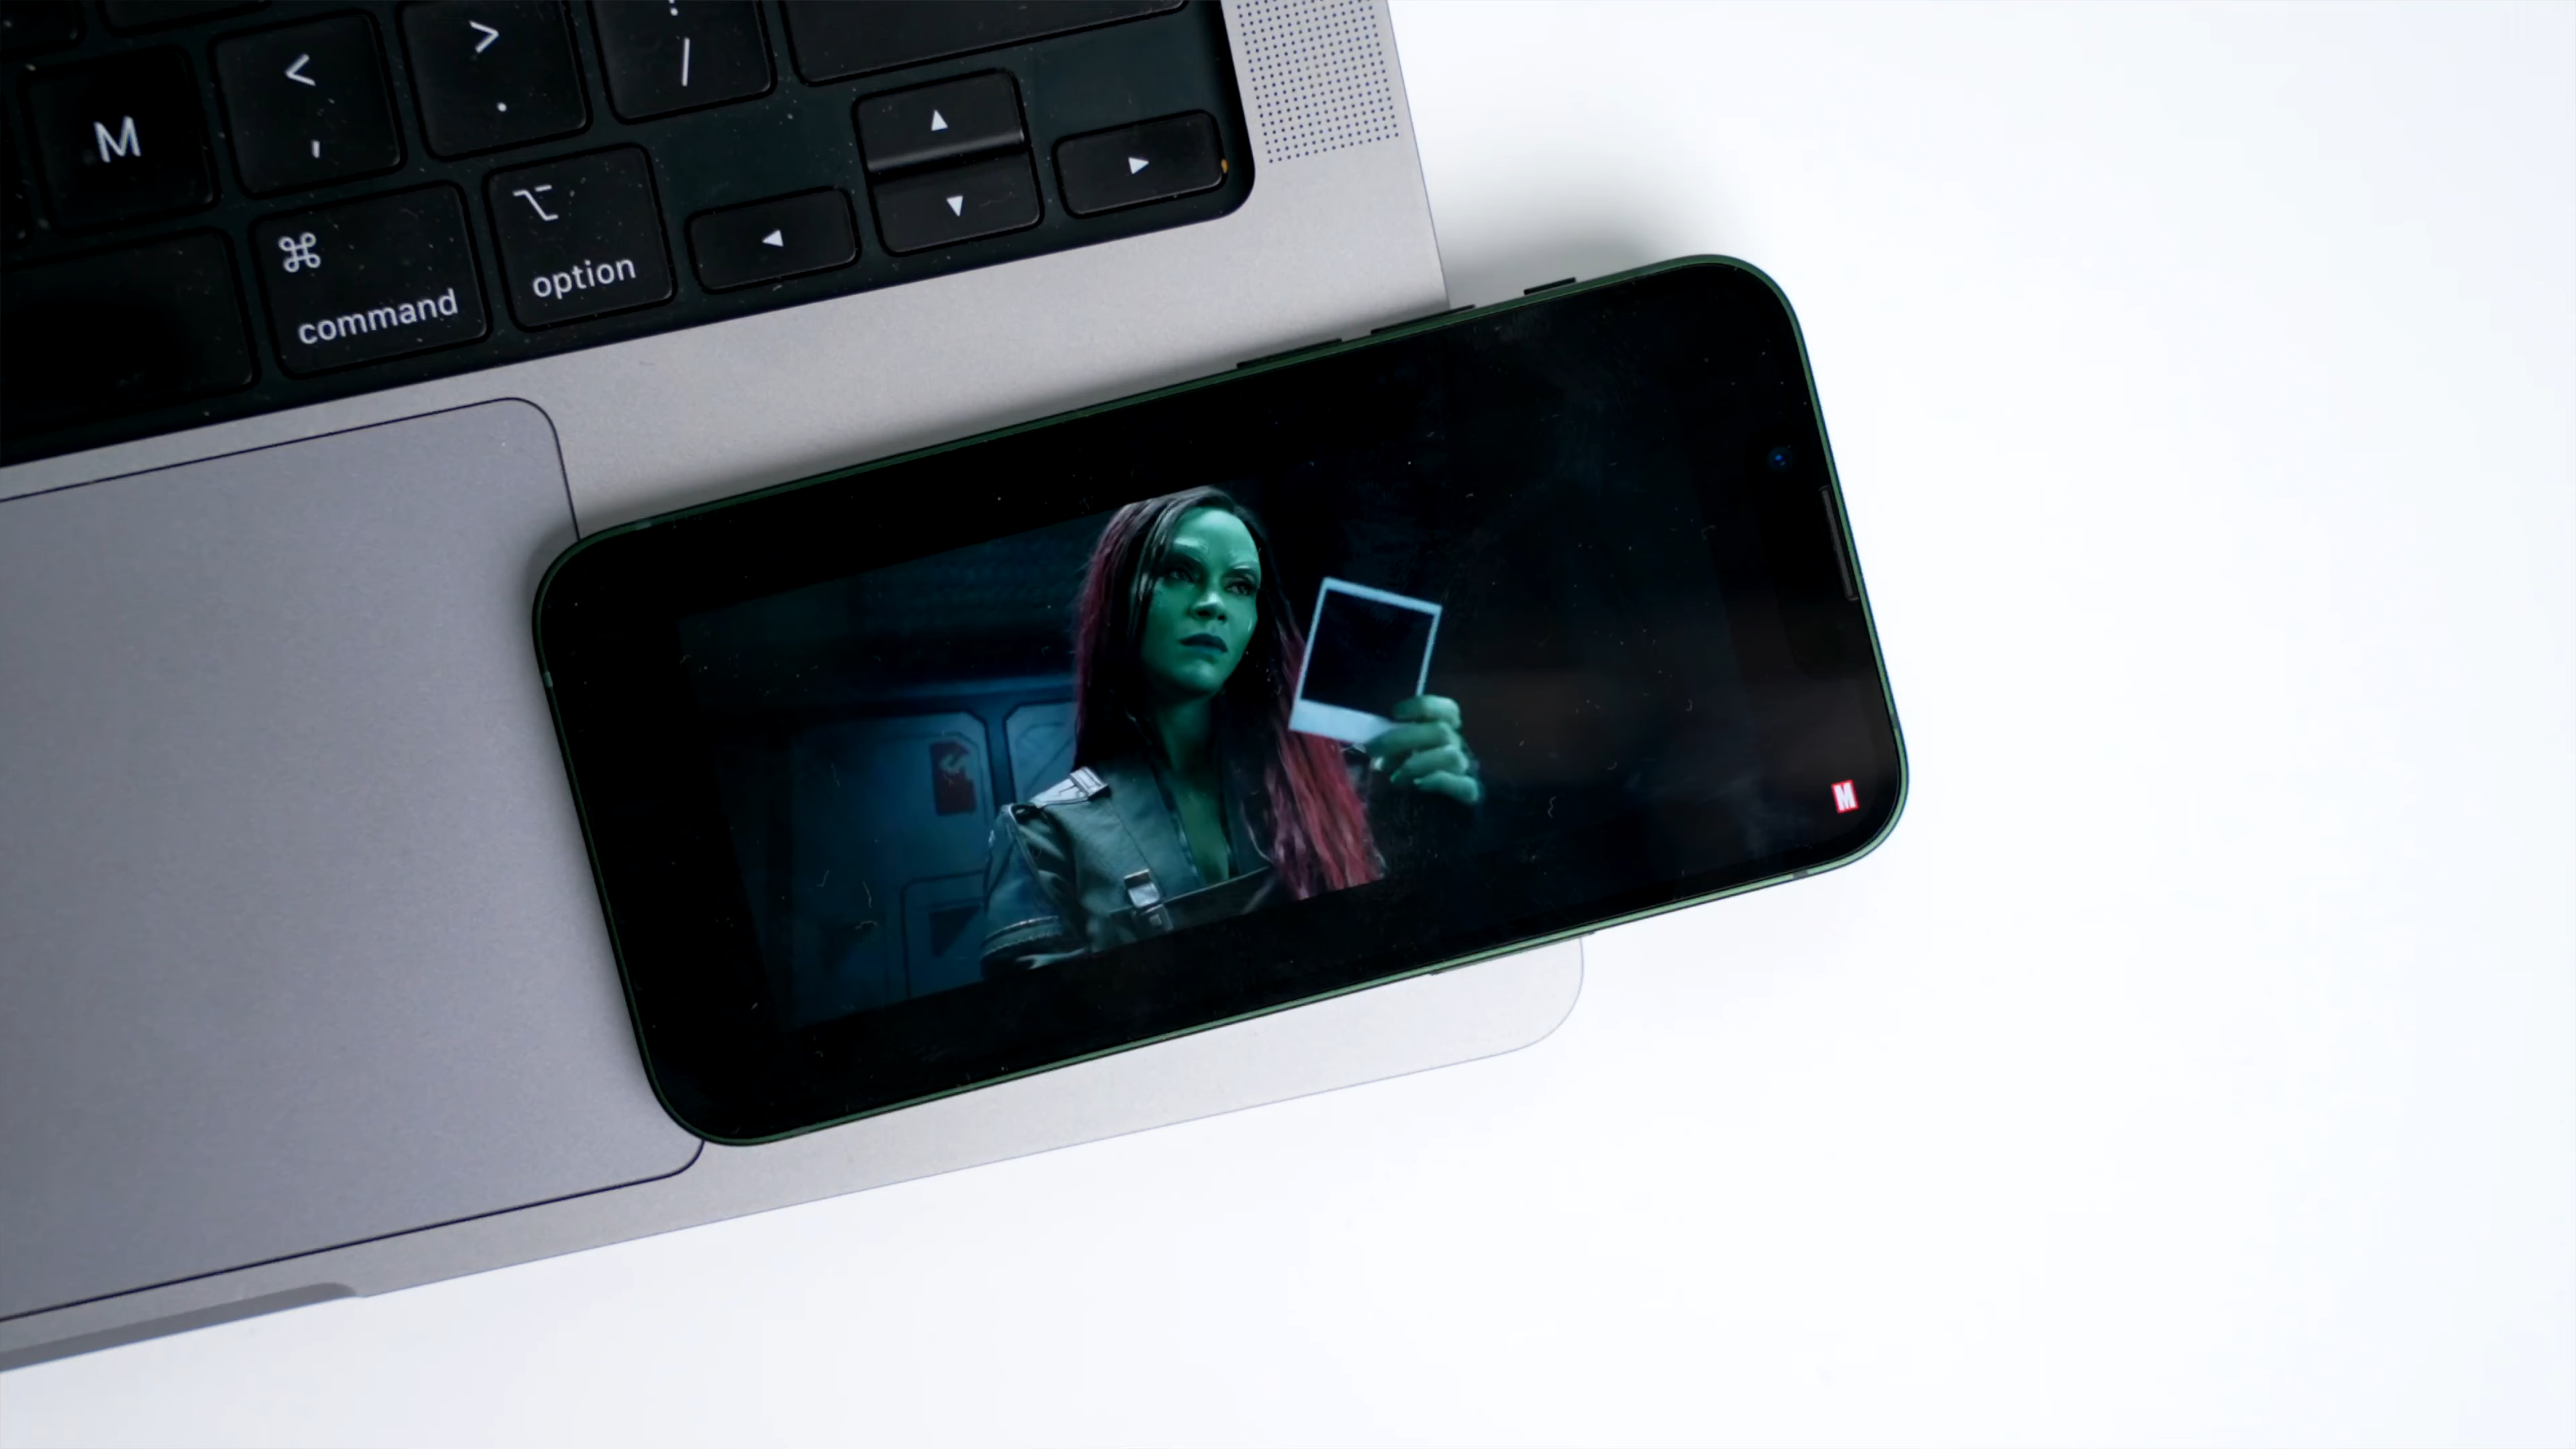 M
<
,
>
.
:
/
⌘
command
⌥
option
M